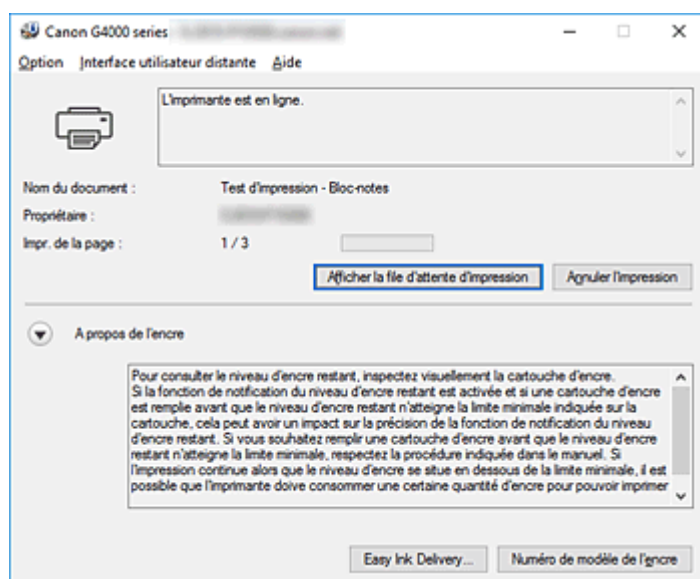 Canon G4000 series
Option Interface utilisateur distante Aide
L'imprimante est en ligne.
Nom du document : Test d'impression - Bloc-notes
Propriétaire :
Impr. de la page : 1 / 3
Afficher la file d'attente d'impression Annuler l'impression
A propos de l'encre
Pour consulter le niveau d'encre restant, inspectez visuellement la cartouche d'encre.
Si la fonction de notification du niveau d'encre restant est activée et si une cartouche d'encre
est remplie avant que le niveau d'encre restant n'atteigne la limite minimale indiquée sur la
cartouche, cela peut avoir un impact sur la précision de la fonction de notification du niveau
d'encre restant. Si vous souhaitez remplir une cartouche d'encre avant que le niveau d'encre
restant n'atteigne la limite minimale, respectez la procédure indiquée dans le manuel. Si
l'impression continue alors que le niveau d'encre se situe en dessous de la limite minimale, il est
possible que l'imprimante doive consommer une certaine quantité d'encre pour pouvoir imprimer
Easy Ink Delivery... Numéro de modèle de l'encre